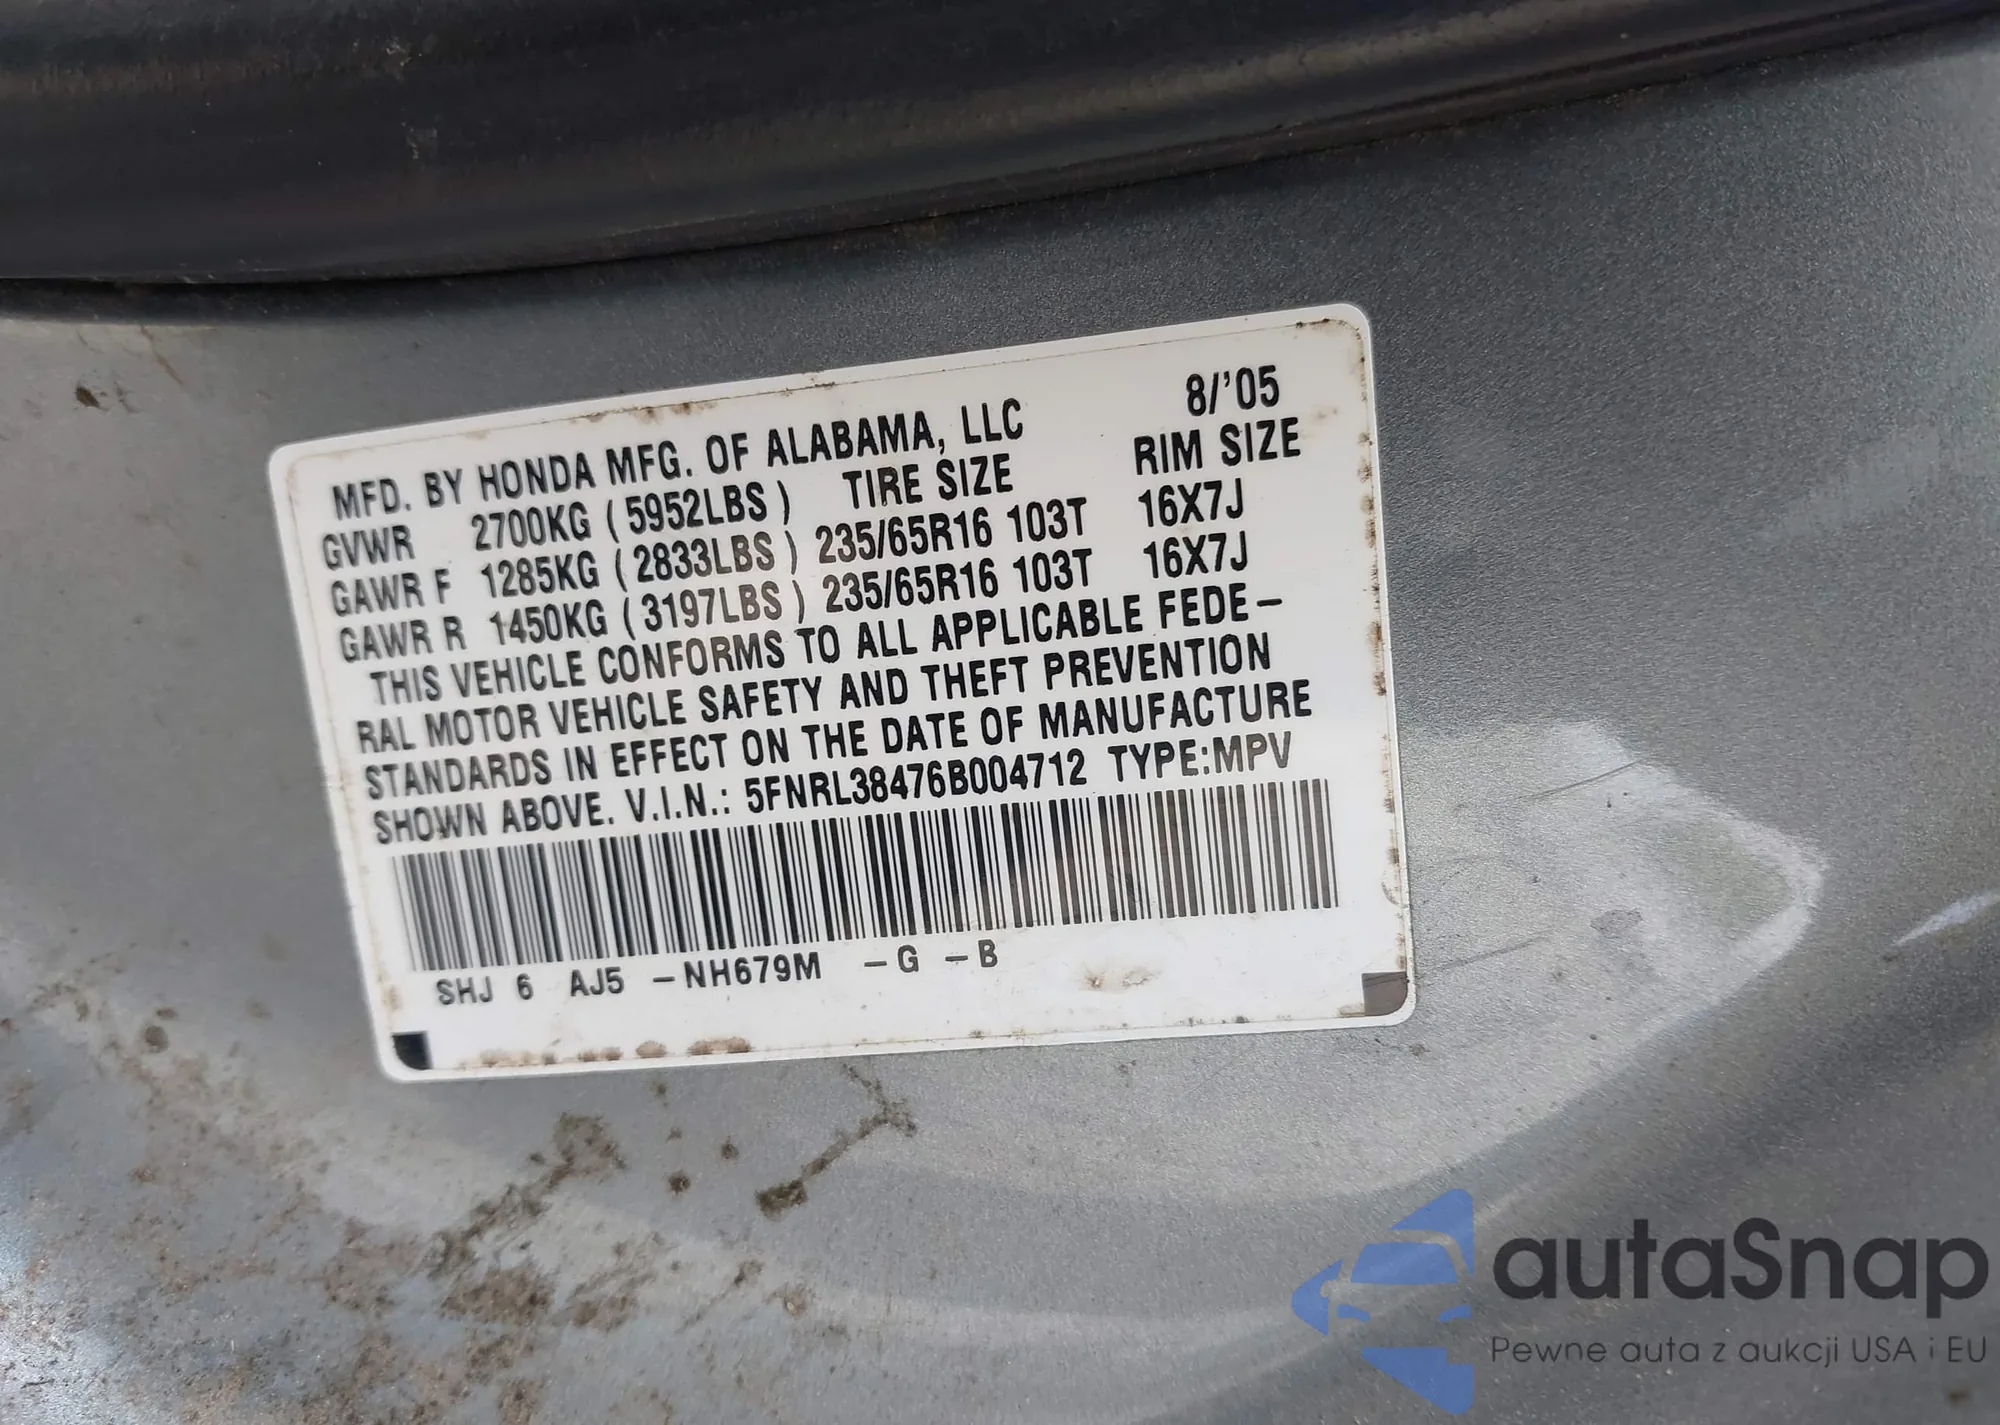 MFD. BY HONDA MFG. OF ALABAMA, LLC 8/'05
GVWR 2700KG ( 5952LBS ) TIRE SIZE RIM SIZE
GAWR F 1285KG ( 2833LBS ) 235/65R16 103T 16X7J
GAWR R 1450KG ( 3197LBS ) 235/65R16 103T 16X7J
THIS VEHICLE CONFORMS TO ALL APPLICABLE FEDE–
RAL MOTOR VEHICLE SAFETY AND THEFT PREVENTION
STANDARDS IN EFFECT ON THE DATE OF MANUFACTURE
SHOWN ABOVE. V.I.N.: 5FNRL38476B004712 TYPE:MPV
SHJ 6 AJ5 –NH679M –G –B
autaSnap
Pewne auta z aukcji USA i EU